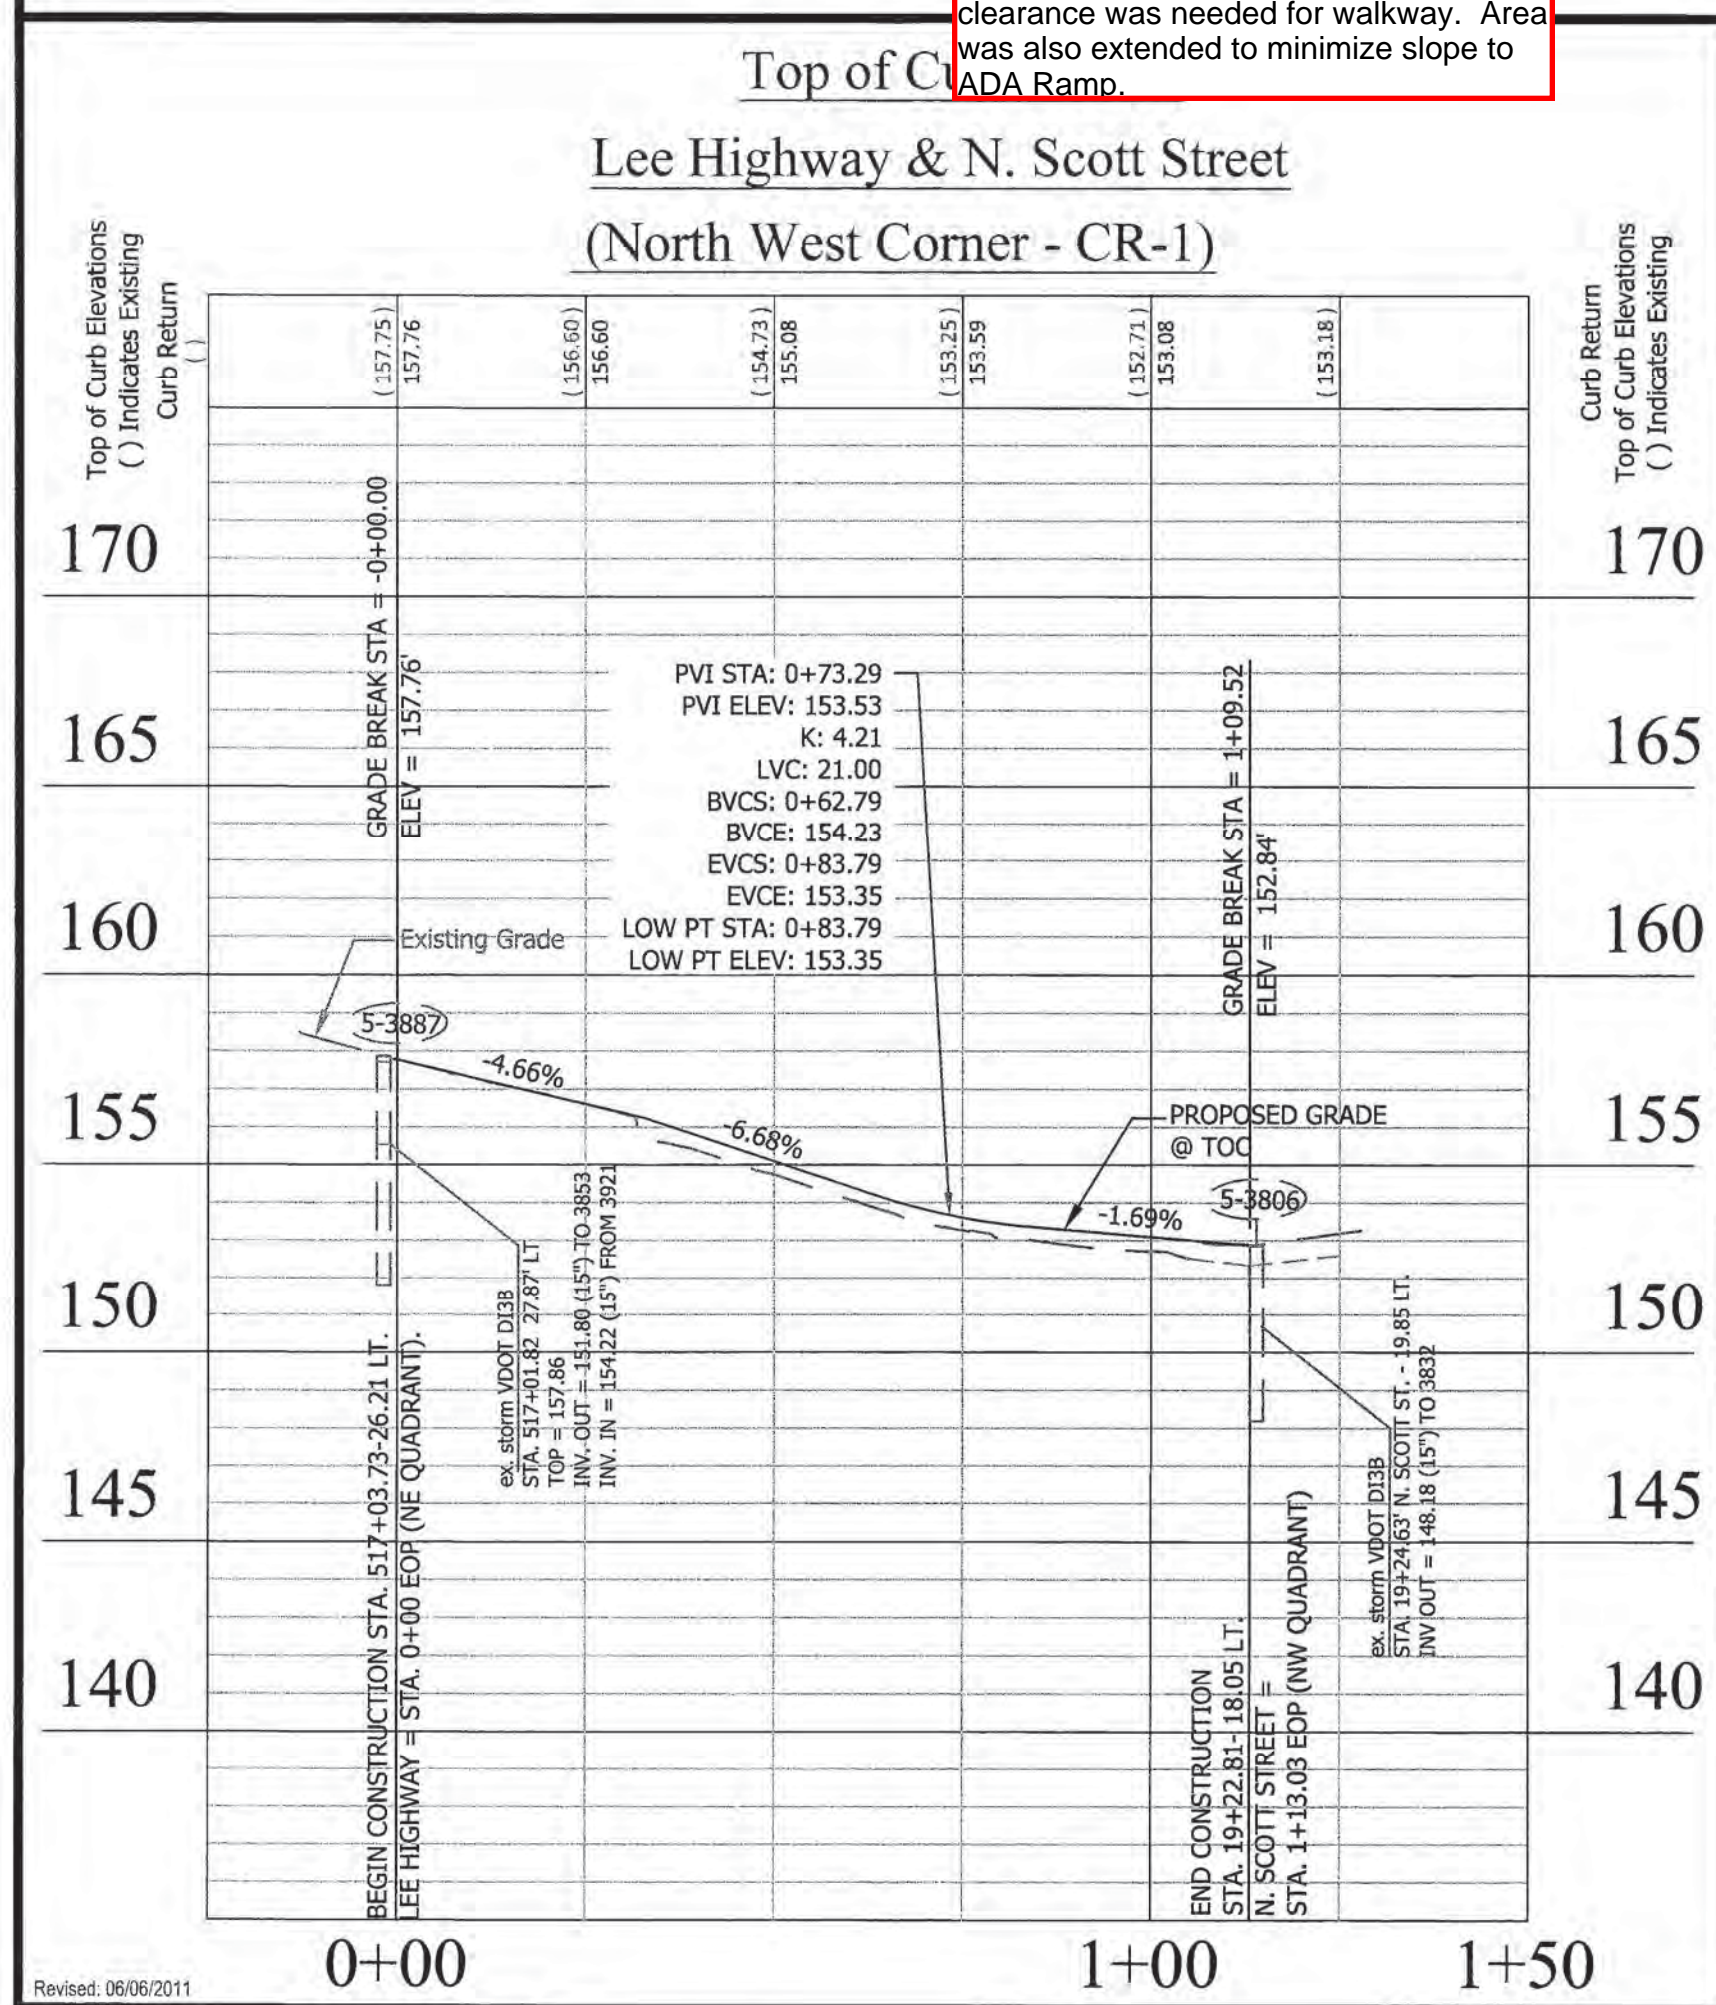 clearance was needed for walkway. Area
was also extended to minimize slope to
ADA Ramp.
Top of Cu
Lee Highway & N. Scott Street
(North West Corner - CR-1)
Top of Curb Elevations
( ) Indicates Existing
Curb Return
( )
(157.75)
157.76
(156.60)
156.60
(154.73)
155.08
(153.25)
153.59
(152.71)
153.08
(153.18)
Curb Return
Top of Curb Elevations
( ) Indicates Existing
170
170
165
165
160
160
155
155
150
150
145
145
140
140
GRADE BREAK STA = -0+00.00
ELEV = 157.76'
PVI STA: 0+73.29
PVI ELEV: 153.53
K: 4.21
LVC: 21.00
BVCS: 0+62.79
BVCE: 154.23
EVCS: 0+83.79
EVCE: 153.35
LOW PT STA: 0+83.79
LOW PT ELEV: 153.35
GRADE BREAK STA = 1+09.52
ELEV = 152.84'
Existing Grade
5-3887
-4.66%
-6.68%
-1.69%
PROPOSED GRADE
@ TOC
5-3806
ex. storm VDOT DI3B
STA. 517+01.82 27.87' LT
TOP = 157.86
INV. OUT = 151.80 (15") TO 3853
INV. IN = 154.22 (15") FROM 3921
ex. storm VDOT DI3B
STA. 19+24.63' N. SCOTT ST. - 19.85 LT.
INV OUT = 148.18 (15") TO 3832
BEGIN CONSTRUCTION STA. 517+03.73-26.21 LT.
LEE HIGHWAY = STA. 0+00 EOP (NE QUADRANT).
END CONSTRUCTION
STA. 19+22.81-18.05 LT.
N. SCOTT STREET =
STA. 1+13.03 EOP (NW QUADRANT)
0+00
1+00
1+50
Revised: 06/06/2011